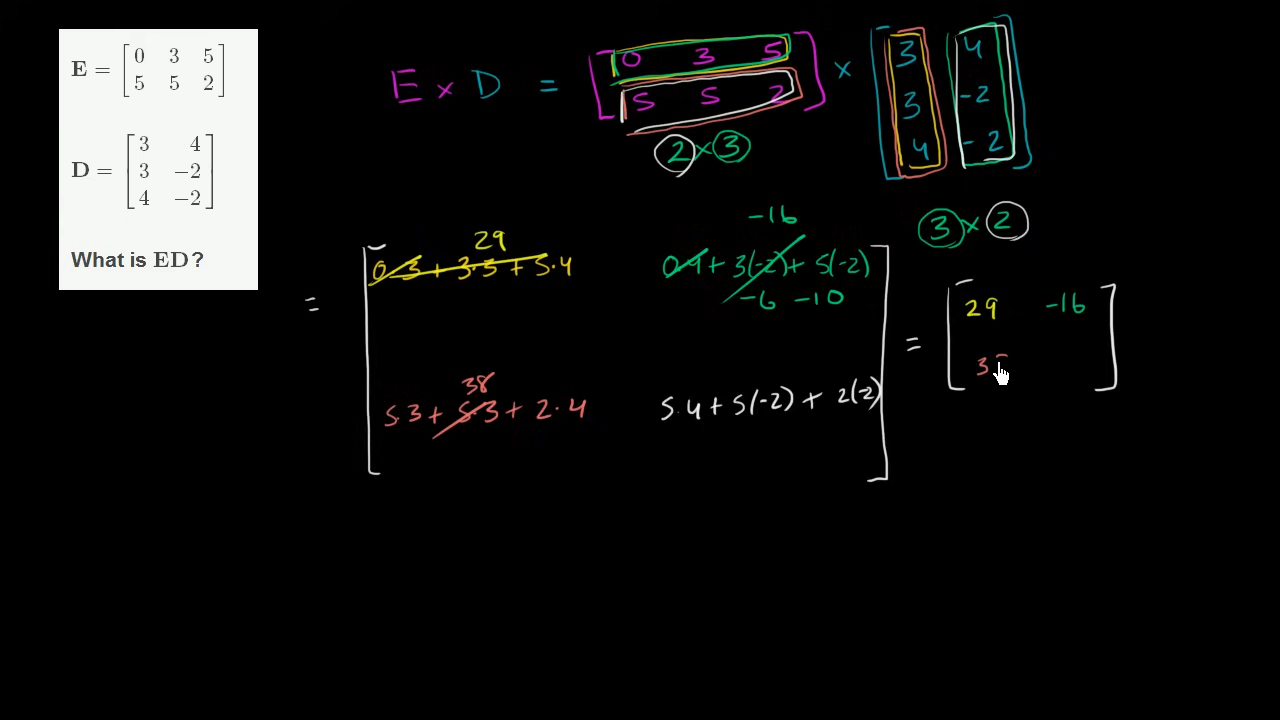 E = [0 3 5
5 5 2]
D = [3 4
3 −2
4 −2]
What is ED?
E × D = [0 3 5
5 5 2] × [3 4
3 -2
4 -2]
2×3
3×2
29
-16
= [0·3 + 3·3 + 5·4 0·4 + 3(-2) + 5(-2)
-6 -10
38
5·3 + 5·3 + 2·4 5·4 + 5(-2) + 2(-2)]
= [29 -16
3